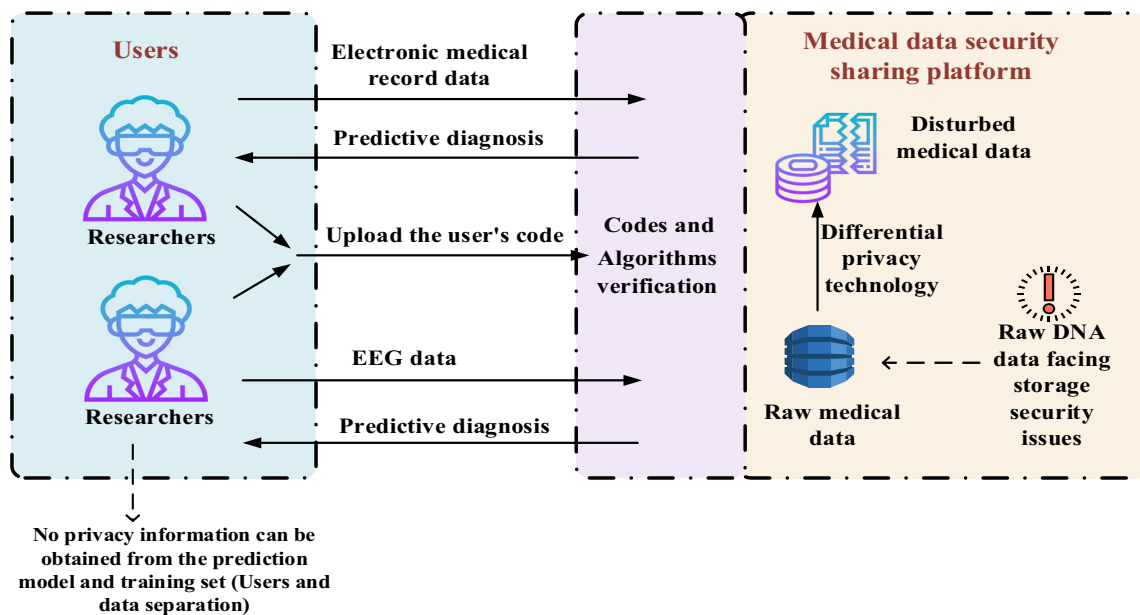 Users
Researchers
Researchers
No privacy information can be
obtained from the prediction
model and training set (Users and
data separation)
Electronic medical
record data
Predictive diagnosis
Upload the user's code
EEG data
Predictive diagnosis
Codes and
Algorithms
verification
Medical data security
sharing platform
Disturbed
medical data
Differential
privacy
technology
Raw medical
data
Raw DNA
data facing
storage
security
issues